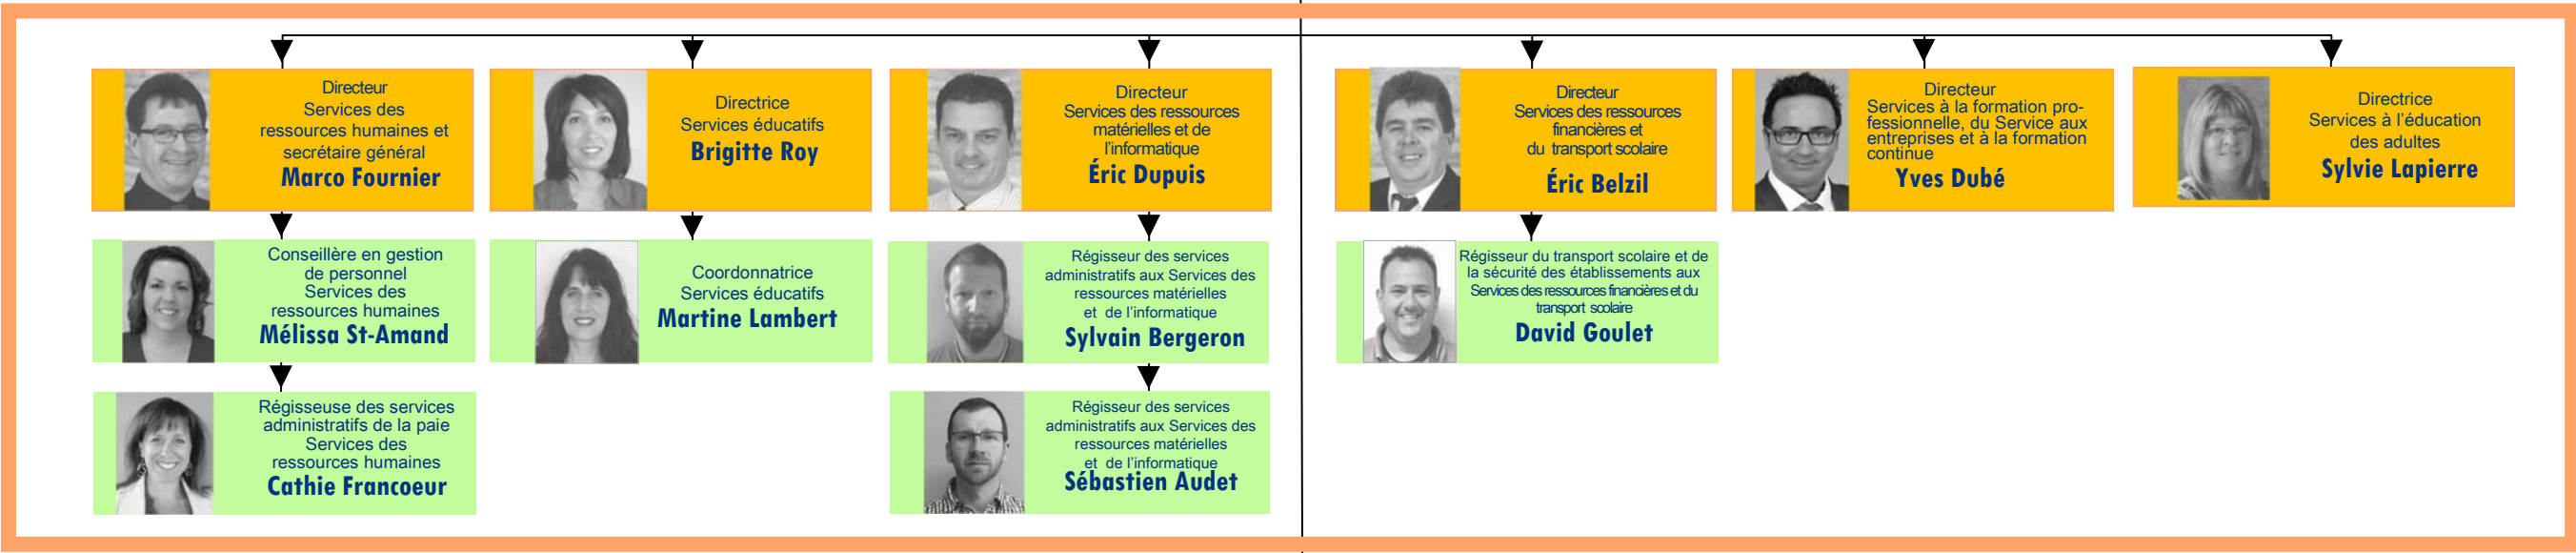 Directeur
Services des
ressources humaines et
secrétaire général
Marco Fournier
Directrice
Services éducatifs
Brigitte Roy
Directeur
Services des ressources
matérielles et de
l'informatique
Éric Dupuis
Directeur
Services des ressources
financières et
du transport scolaire
Éric Belzil
Directeur
Services à la formation pro-
fessionnelle, du Service aux
entreprises et à la formation
continue
Yves Dubé
Directrice
Services à l'éducation
des adultes
Sylvie Lapierre
Conseillère en gestion
de personnel
Services des
ressources humaines
Mélissa St-Amand
Coordonnatrice
Services éducatifs
Martine Lambert
Régisseur des services
administratifs aux Services des
ressources matérielles
et de l'informatique
Sylvain Bergeron
Régisseur du transport scolaire et de
la sécurité des établissements aux
Services des ressources financières et du
transport scolaire
David Goulet
Régisseuse des services
administratifs de la paie
Services des
ressources humaines
Cathie Francoeur
Régisseur des services
administratifs aux Services des
ressources matérielles
et de l'informatique
Sébastien Audet